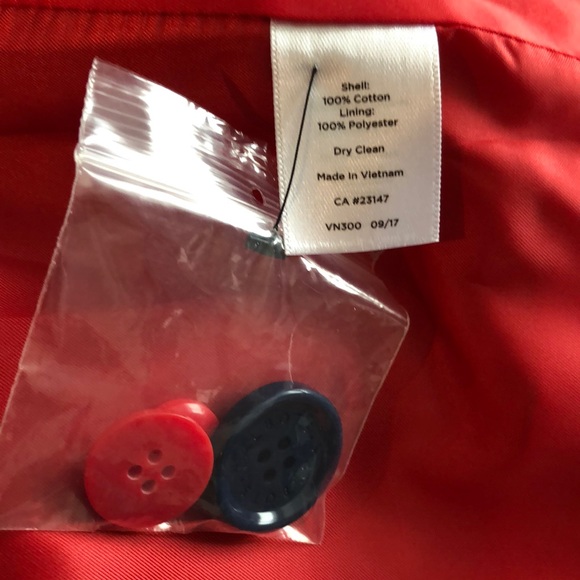 Shell:
100% Cotton
Lining:
100% Polyester
Dry Clean
Made in Vietnam
CA #23147
VN300 09/17